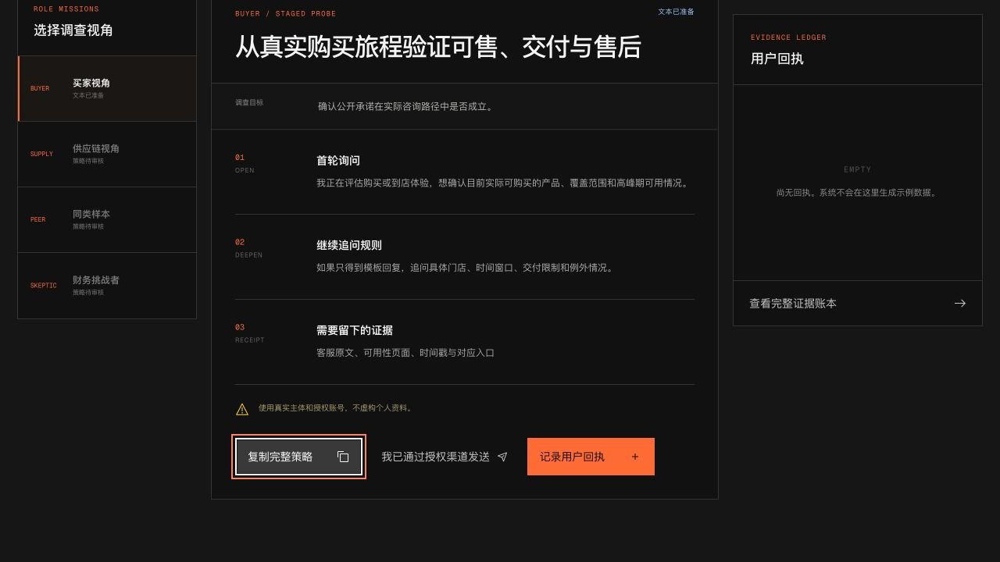 ROLE MISSIONS
选择调查视角
BUYER
买家视角
文本已准备
SUPPLY
供应链视角
策略待审核
PEER
同类样本
策略待审核
SKEPTIC
财务挑战者
策略待审核
BUYER / STAGED PROBE
文本已准备
从真实购买旅程验证可售、交付与售后
调查目标
确认公开承诺在实际咨询路径中是否成立。
01
OPEN
首轮询问
我正在评估购买或到店体验，想确认目前实际可购买的产品、覆盖范围和高峰期可用情况。
02
DEEPEN
继续追问规则
如果只得到模板回复，追问具体门店、时间窗口、交付限制和例外情况。
03
RECEIPT
需要留下的证据
客服原文、可用性页面、时间戳与对应入口
使用真实主体和授权账号，不虚构个人资料。
复制完整策略
我已通过授权渠道发送
记录用户回执 +
EVIDENCE LEDGER
用户回执
EMPTY
尚无回执。系统不会在这里生成示例数据。
查看完整证据账本 →